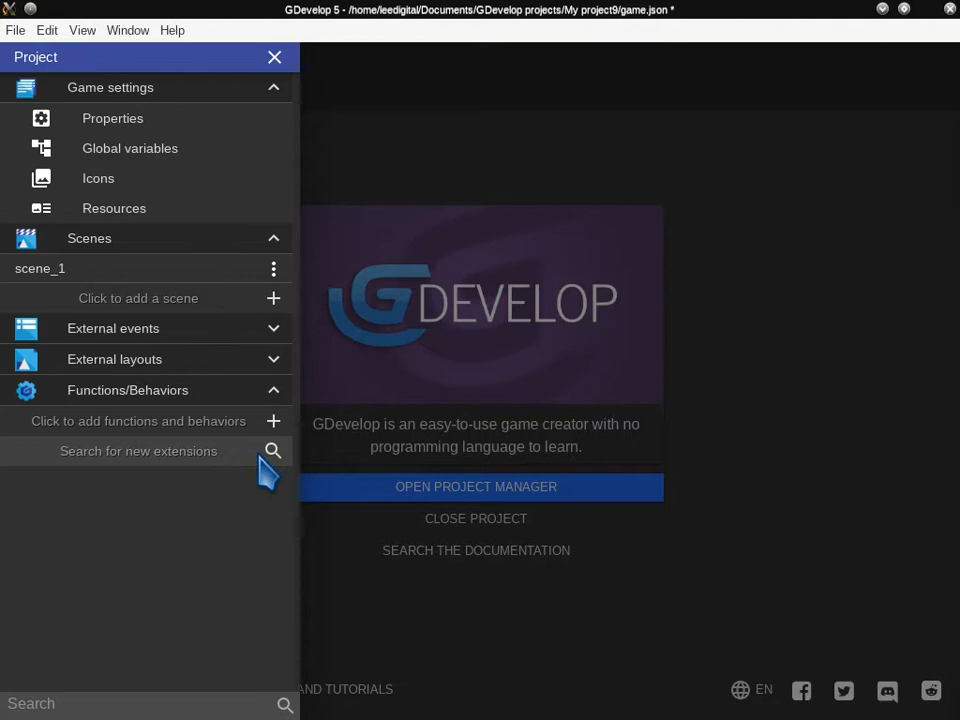 GDevelop 5 - /home/leedigital/Documents/GDevelop projects/My project9/game.json *
File Edit View Window Help
Project
Game settings
Properties
Global variables
Icons
Resources
Scenes
scene_1
Click to add a scene
External events
External layouts
Functions/Behaviors
Click to add functions and behaviors
Search for new extensions
Search
GDEVELOP
GDevelop is an easy-to-use game creator with no
programming language to learn.
OPEN PROJECT MANAGER
CLOSE PROJECT
SEARCH THE DOCUMENTATION
AND TUTORIALS
EN